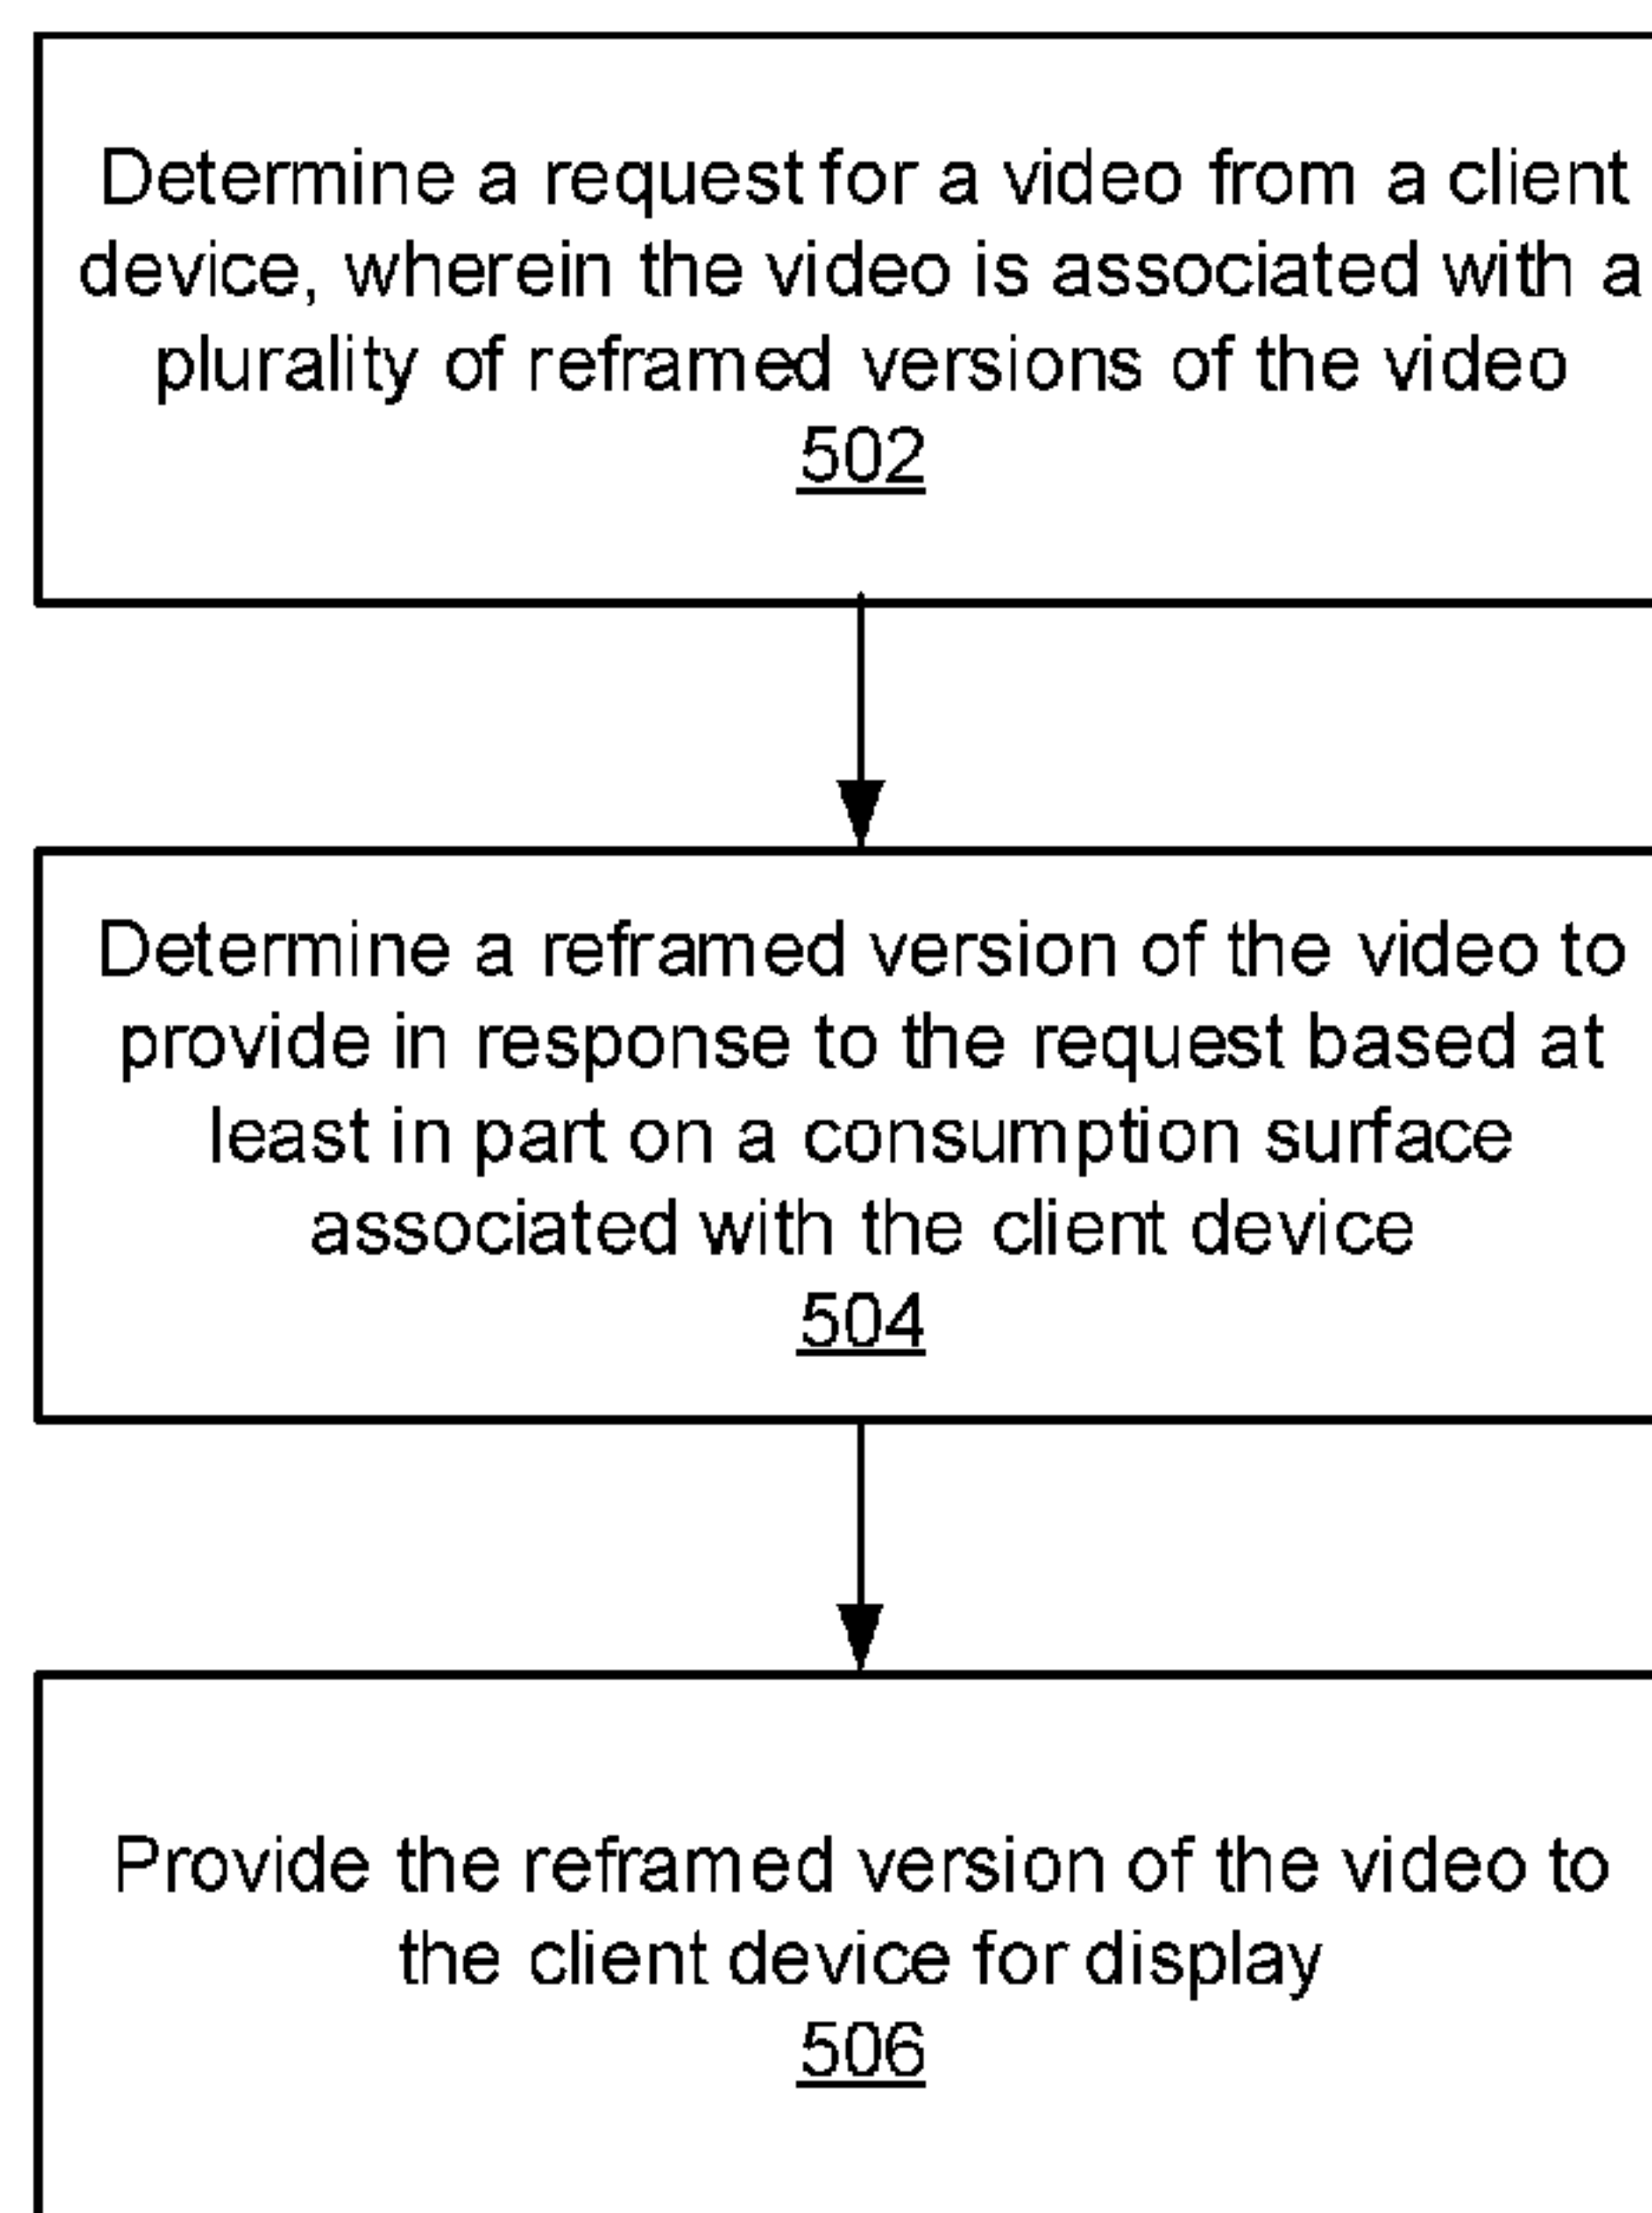 Determine a request for a video from a client
device, wherein the video is associated with a
plurality of reframed versions of the video
502
Determine a reframed version of the video to
provide in response to the request based at
least in part on a consumption surface
associated with the client device
504
Provide the reframed version of the video to
the client device for display
506